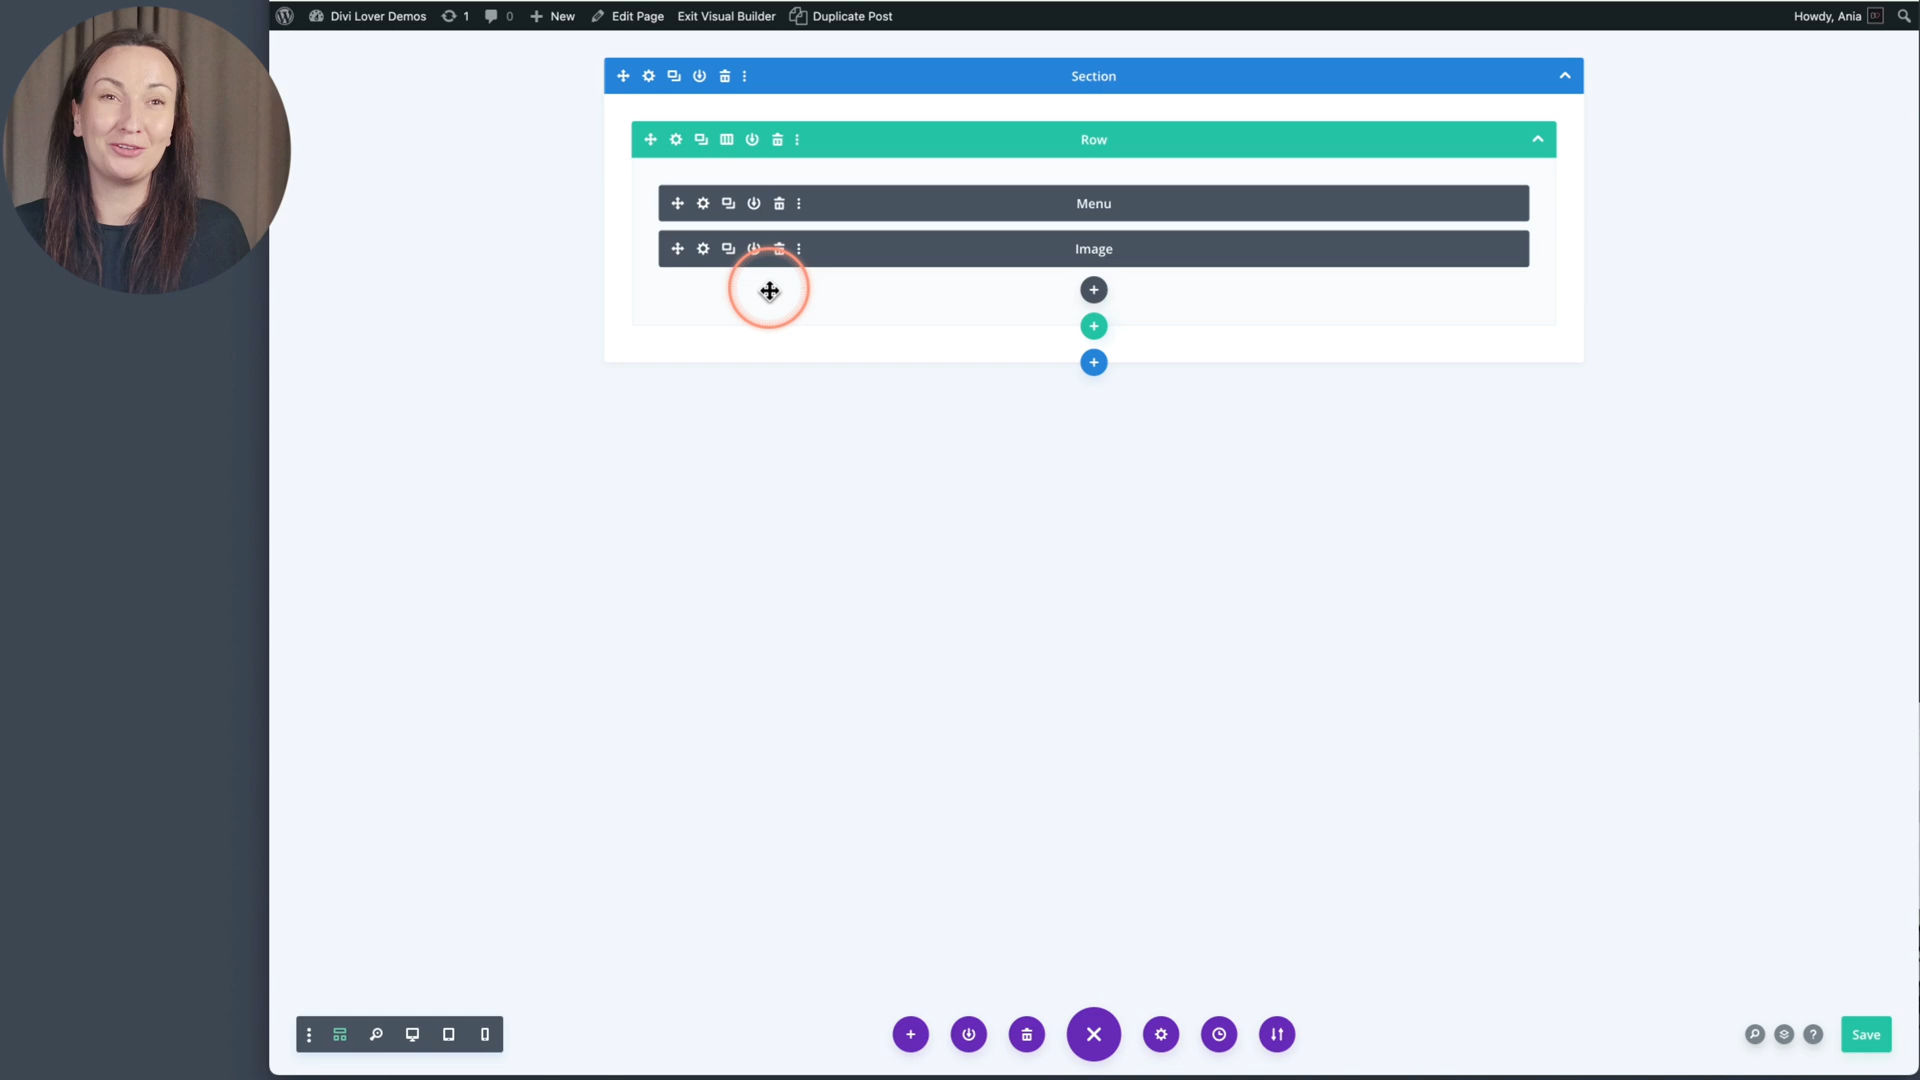 Divi Lover Demos 1 0 New Edit Page Exit Visual Builder Duplicate Post Howdy, Ania
Section
Row
Menu
Image
Save